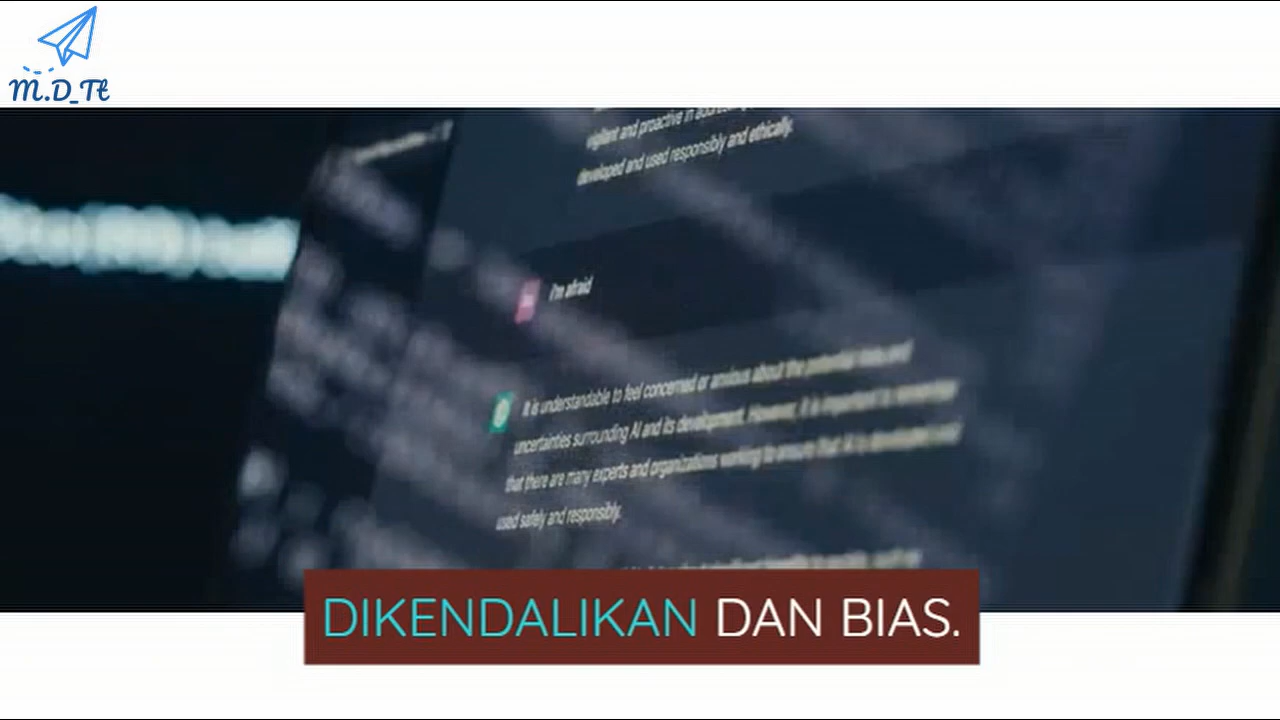 M.D_Tt
vigilant and proactive in
developed and used responsibly and ethically.
I'm afraid
It is understandable to feel concerned or anxious about the potential risks and
uncertainties surrounding AI and its development. However, it is important to remember
that there are many experts and organizations working to ensure that AI is developed and
used safely and responsibly.
DIKENDALIKAN DAN BIAS.